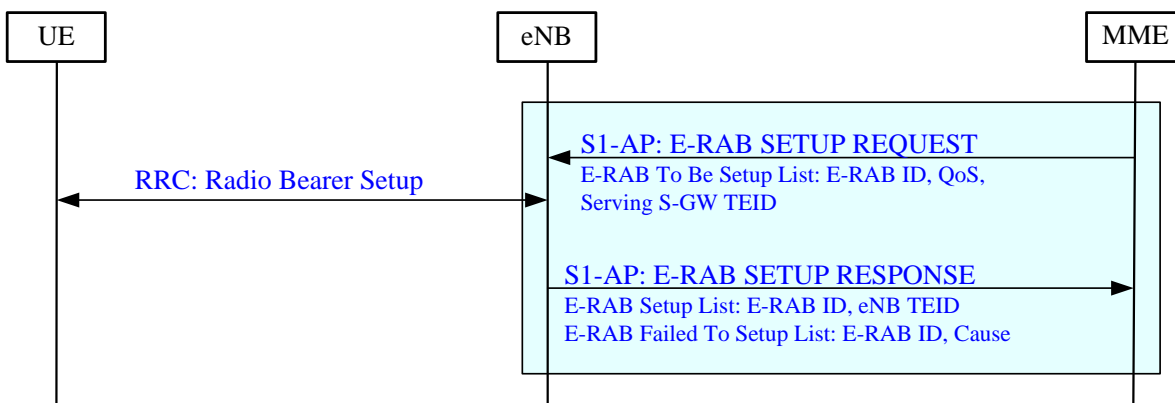 UE
eNB
MME
S1-AP: E-RAB SETUP REQUEST
E-RAB To Be Setup List: E-RAB ID, QoS,
Serving S-GW TEID
RRC: Radio Bearer Setup
S1-AP: E-RAB SETUP RESPONSE
E-RAB Setup List: E-RAB ID, eNB TEID
E-RAB Failed To Setup List: E-RAB ID, Cause